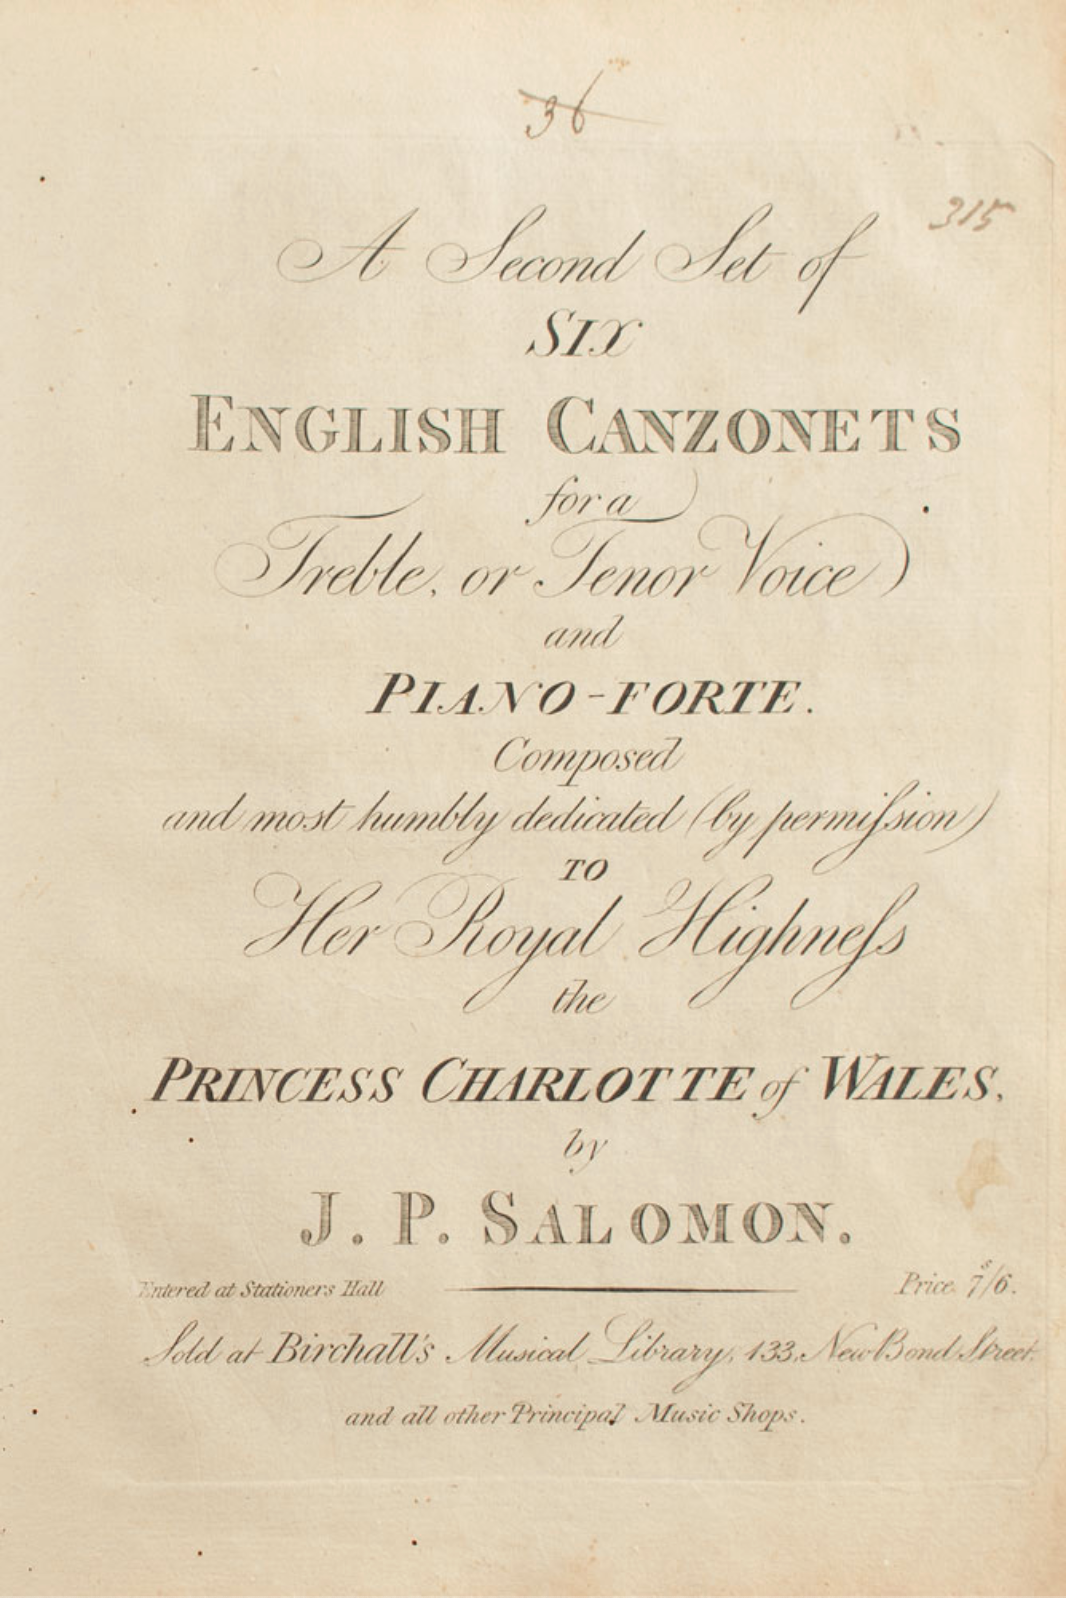 36
315
A Second Set of
SIX
ENGLISH CANZONETS
for a
Treble, or Tenor Voice
and
PIANO-FORTE.
Composed
and most humbly dedicated (by permiſsion)
TO
Her Royal Highneſs
the
PRINCESS CHARLOTTE of WALES,
by
J. P. SALOMON.
Entered at Stationers Hall Price 7s/6.
Sold at Birchall's Musical Library, 133, New Bond Street.
and all other Principal Music Shops.